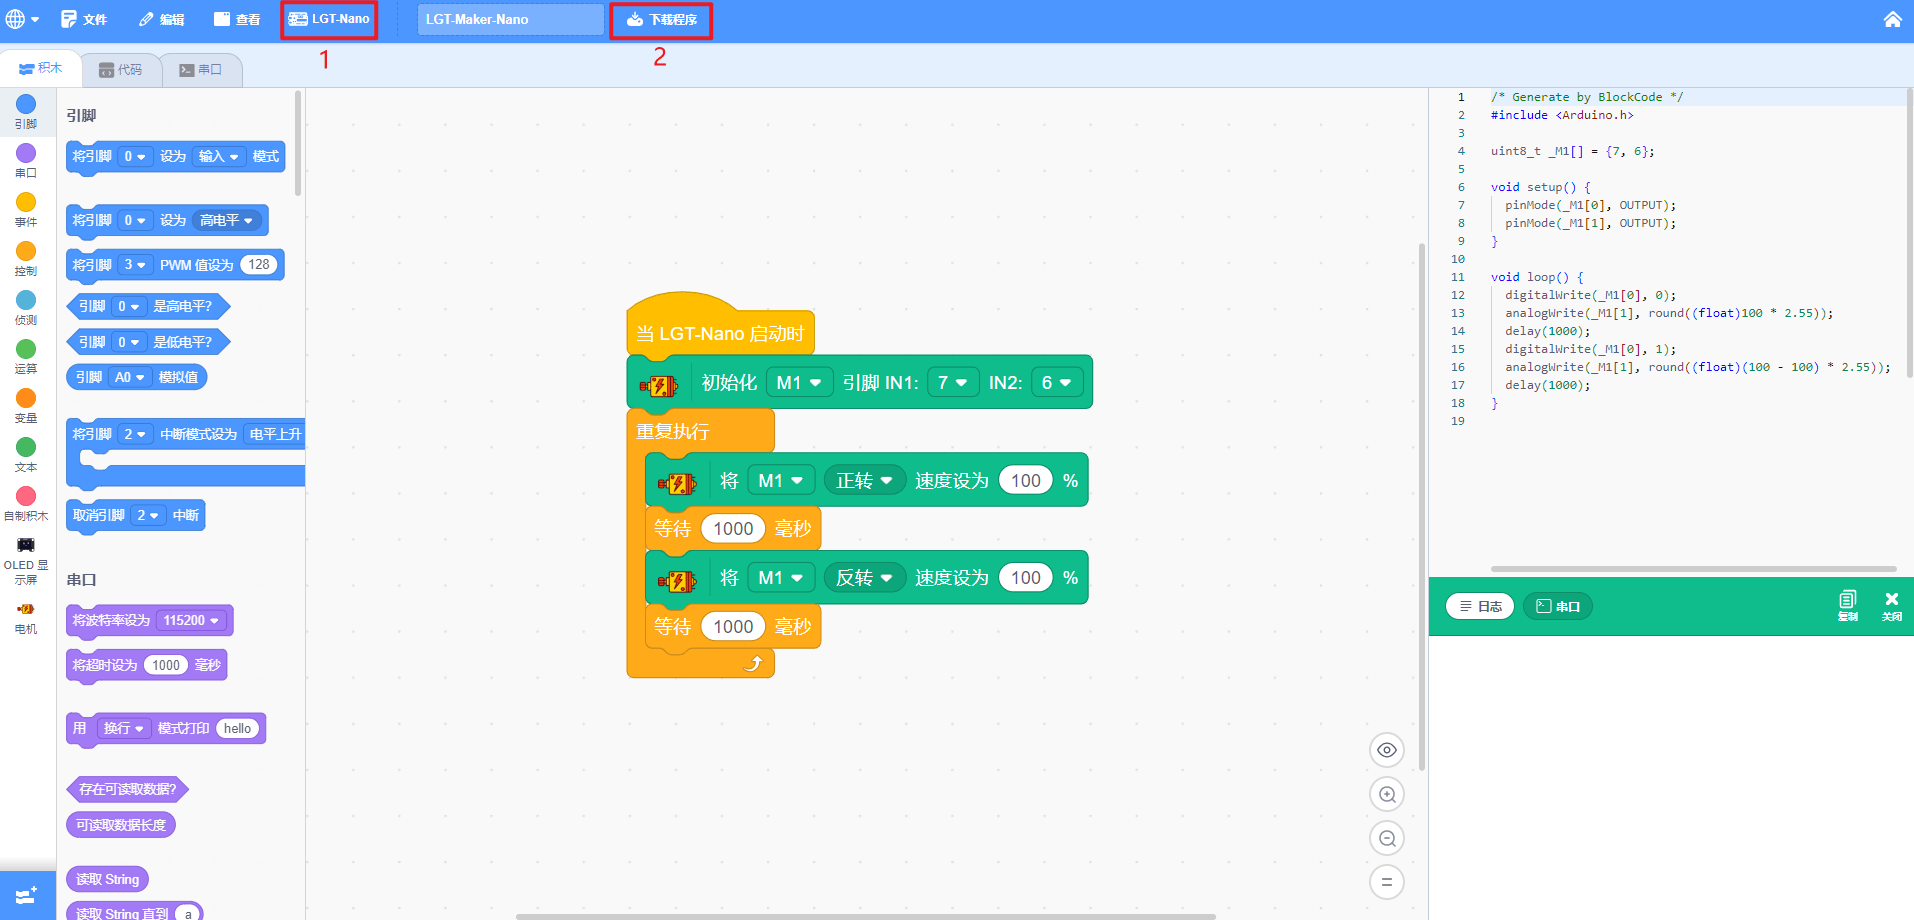 文件 编辑 查看 LGT-Nano LGT-Maker-Nano 下载程序
1 2
积木 代码 串口
引脚
串口
事件
控制
侦测
运算
变量
文本
自制积木
OLED 显
示屏
电机
引脚
将引脚 0 设为 输入 模式
将引脚 0 设为 高电平
将引脚 3 PWM 值设为 128
引脚 0 是高电平?
引脚 0 是低电平?
引脚 A0 模拟值
将引脚 2 中断模式设为 电平上升
取消引脚 2 中断
串口
将波特率设为 115200
将超时设为 1000 毫秒
用 换行 模式打印 hello
存在可读取数据?
可读取数据长度
读取 String
读取 String 直到 a
当 LGT-Nano 启动时
初始化 M1 引脚 IN1: 7 IN2: 6
重复执行
将 M1 正转 速度设为 100 %
等待 1000 毫秒
将 M1 反转 速度设为 100 %
等待 1000 毫秒
1 /* Generate by BlockCode */
2 #include <Arduino.h>
3
4 uint8_t _M1[] = {7, 6};
5
6 void setup() {
7 pinMode(_M1[0], OUTPUT);
8 pinMode(_M1[1], OUTPUT);
9 }
10
11 void loop() {
12 digitalWrite(_M1[0], 0);
13 analogWrite(_M1[1], round((float)100 * 2.55));
14 delay(1000);
15 digitalWrite(_M1[0], 1);
16 analogWrite(_M1[1], round((float)(100 - 100) * 2.55));
17 delay(1000);
18 }
19
日志 串口 复制 关闭